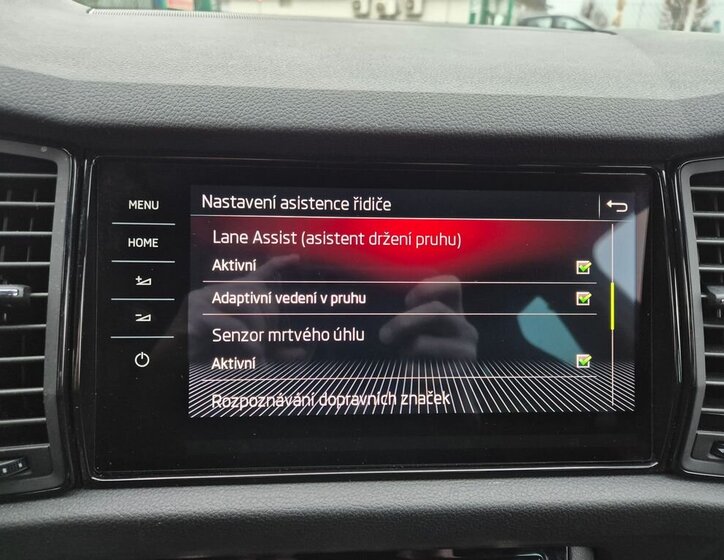 MENU
HOME
Nastavení asistence řidiče
Lane Assist (asistent držení pruhu)
Aktivní
Adaptivní vedení v pruhu
Senzor mrtvého úhlu
Aktivní
Rozpoznávání dopravních značek